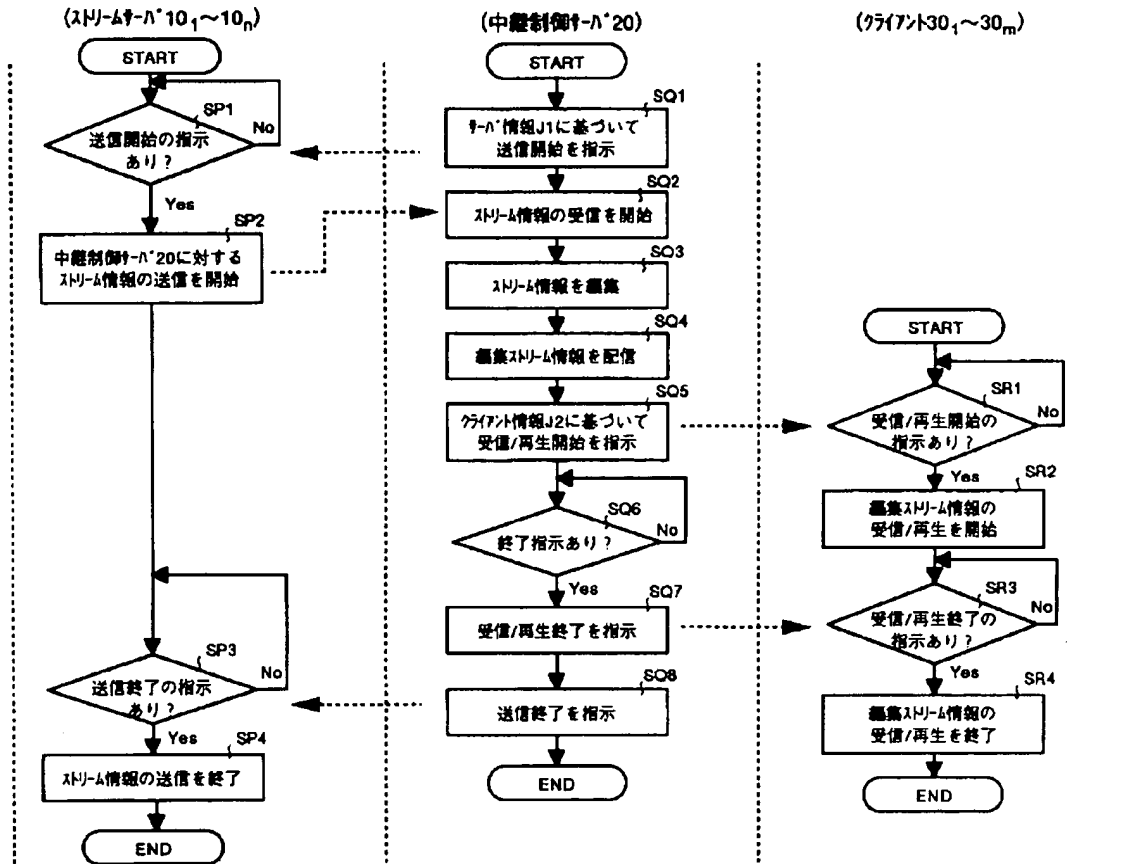 (ｽﾄﾘｰﾑｻｰﾊﾞ10₁～10ₙ)
START
SP1
送信開始の指示
あり？
No
Yes
SP2
中継制御ｻｰﾊﾞ20に対する
ｽﾄﾘｰﾑ情報の送信を開始
SP3
送信終了の指示
あり？
No
Yes
SP4
ｽﾄﾘｰﾑ情報の送信を終了
END
(中継制御ｻｰﾊﾞ20)
START
SQ1
ｻｰﾊﾞ情報J1に基づいて
送信開始を指示
SQ2
ｽﾄﾘｰﾑ情報の受信を開始
SQ3
ｽﾄﾘｰﾑ情報を編集
SQ4
編集ｽﾄﾘｰﾑ情報を配信
SQ5
ｸﾗｲｱﾝﾄ情報J2に基づいて
受信/再生開始を指示
SQ6
終了指示あり？
No
Yes
SQ7
受信/再生終了を指示
SQ8
送信終了を指示
END
(ｸﾗｲｱﾝﾄ30₁～30ₘ)
START
SR1
受信/再生開始の
指示あり？
No
Yes
SR2
編集ｽﾄﾘｰﾑ情報の
受信/再生を開始
SR3
受信/再生終了の
指示あり？
No
Yes
SR4
編集ｽﾄﾘｰﾑ情報の
受信/再生を終了
END